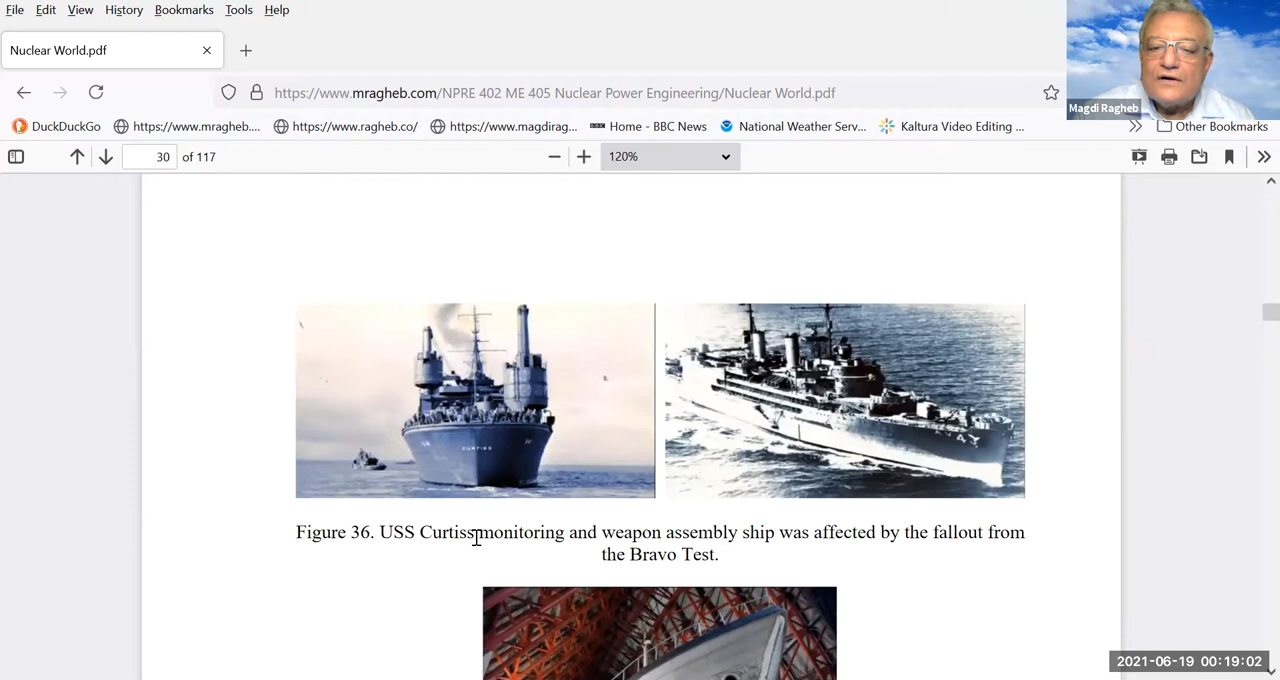 File Edit View History Bookmarks Tools Help
Nuclear World.pdf
https://www.mragheb.com/NPRE 402 ME 405 Nuclear Power Engineering/Nuclear World.pdf
Magdi Ragheb
DuckDuckGo https://www.mragheb.... https://www.ragheb.co/ https://www.magdirag... Home - BBC News National Weather Serv... Kaltura Video Editing ... Other Bookmarks
30 of 117 120%
CURTISS
Figure 36. USS Curtiss monitoring and weapon assembly ship was affected by the fallout from
the Bravo Test.
2021-06-19 00:19:02